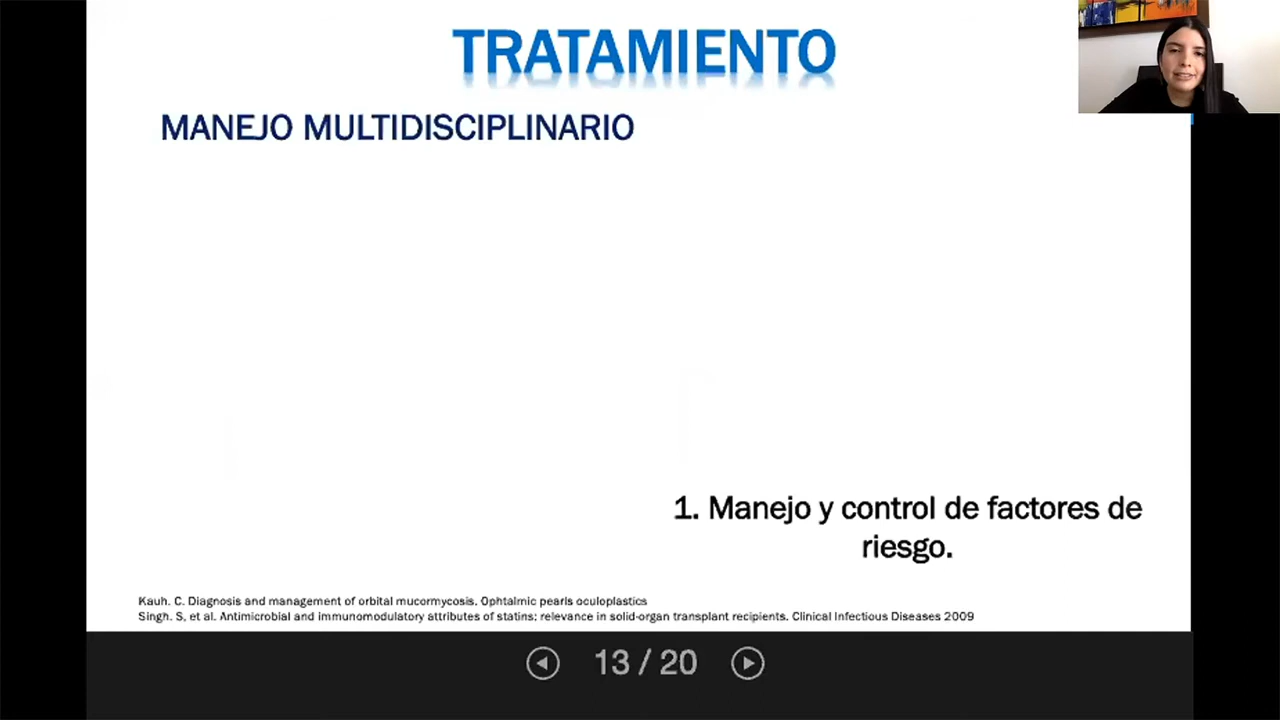 TRATAMIENTO
MANEJO MULTIDISCIPLINARIO
1. Manejo y control de factores de
riesgo.
Kauh. C. Diagnosis and management of orbital mucormycosis. Ophtalmic pearls oculoplastics
Singh. S, et al. Antimicrobial and immunomodulatory attributes of statins: relevance in solid-organ transplant recipients. Clinical Infectious Diseases 2009
13 / 20